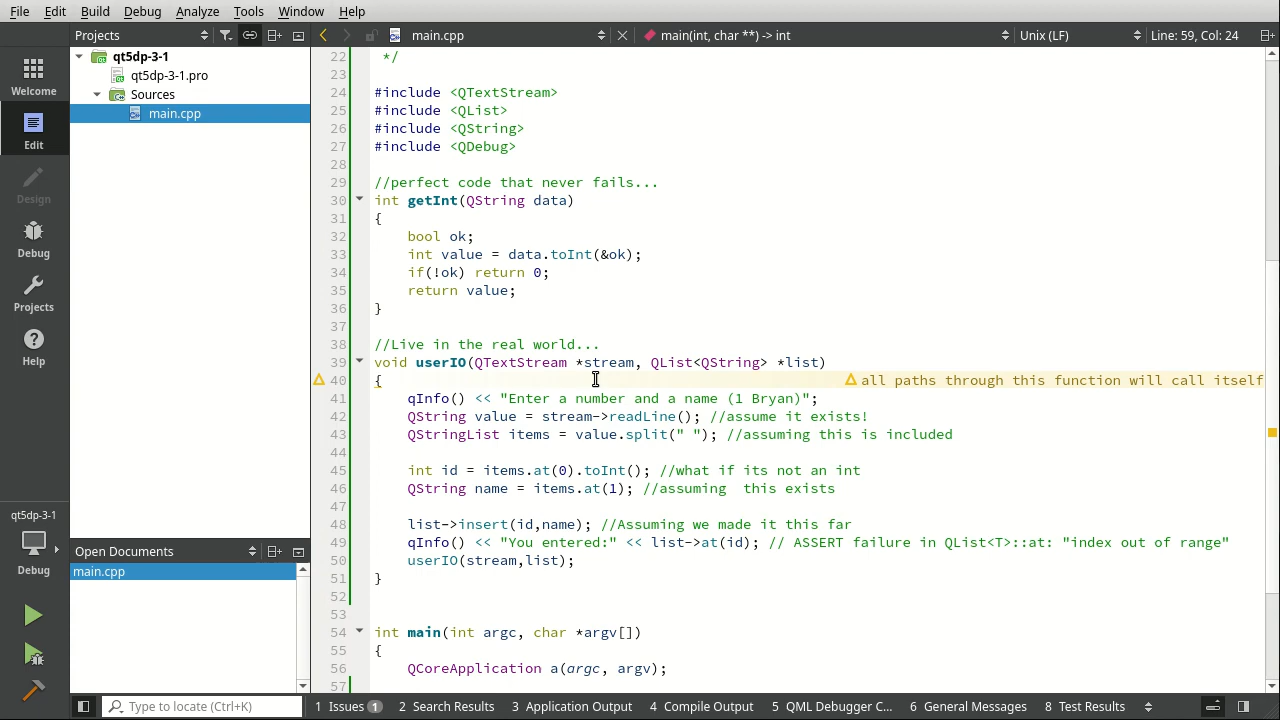 File Edit Build Debug Analyze Tools Window Help
Projects
main.cpp
main(int, char **) -> int
Unix (LF)
Line: 59, Col: 24
Welcome
Edit
Design
Debug
Projects
Help
qt5dp-3-1
Debug
qt5dp-3-1
qt5dp-3-1.pro
Sources
main.cpp
Open Documents
main.cpp
22 */
23
24 #include <QTextStream>
25 #include <QList>
26 #include <QString>
27 #include <QDebug>
28
29 //perfect code that never fails...
30 int getInt(QString data)
31 {
32 bool ok;
33 int value = data.toInt(&ok);
34 if(!ok) return 0;
35 return value;
36 }
37
38 //Live in the real world...
39 void userIO(QTextStream *stream, QList<QString> *list)
40 { all paths through this function will call itself
41 qInfo() << "Enter a number and a name (1 Bryan)";
42 QString value = stream->readLine(); //assume it exists!
43 QStringList items = value.split(" "); //assuming this is included
44
45 int id = items.at(0).toInt(); //what if its not an int
46 QString name = items.at(1); //assuming  this exists
47
48 list->insert(id,name); //Assuming we made it this far
49 qInfo() << "You entered:" << list->at(id); // ASSERT failure in QList<T>::at: "index out of range"
50 userIO(stream,list);
51 }
52
53
54 int main(int argc, char *argv[])
55 {
56 QCoreApplication a(argc, argv);
57
Type to locate (Ctrl+K)
1 Issues 1
2 Search Results
3 Application Output
4 Compile Output
5 QML Debugger C...
6 General Messages
8 Test Results